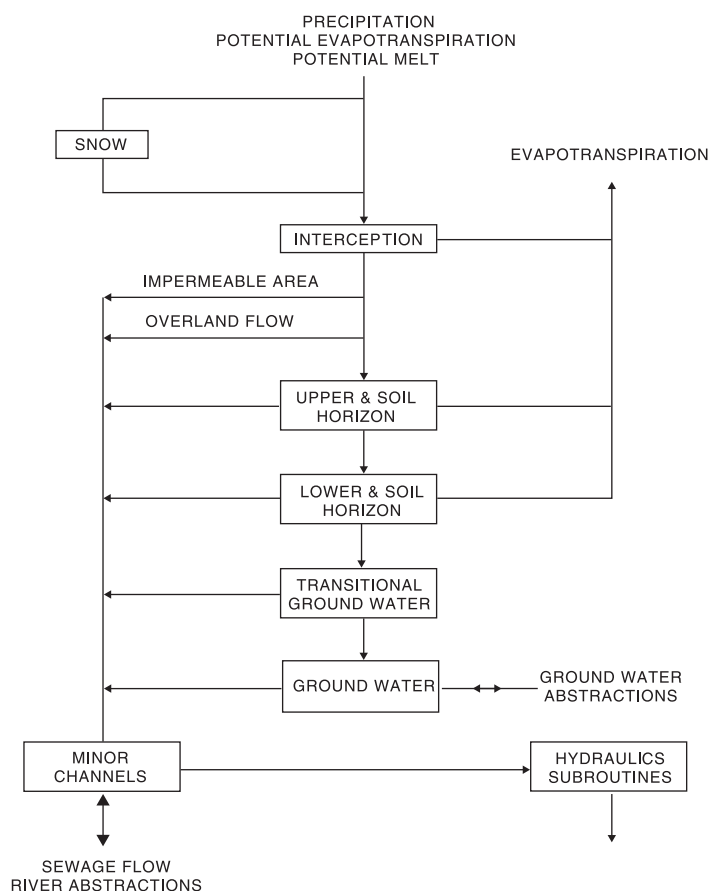 PRECIPITATION
POTENTIAL EVAPOTRANSPIRATION
POTENTIAL MELT
SNOW
EVAPOTRANSPIRATION
INTERCEPTION
IMPERMEABLE AREA
OVERLAND FLOW
UPPER & SOIL
HORIZON
LOWER & SOIL
HORIZON
TRANSITIONAL
GROUND WATER
GROUND WATER
GROUND WATER
ABSTRACTIONS
MINOR
CHANNELS
HYDRAULICS
SUBROUTINES
SEWAGE FLOW
RIVER ABSTRACTIONS